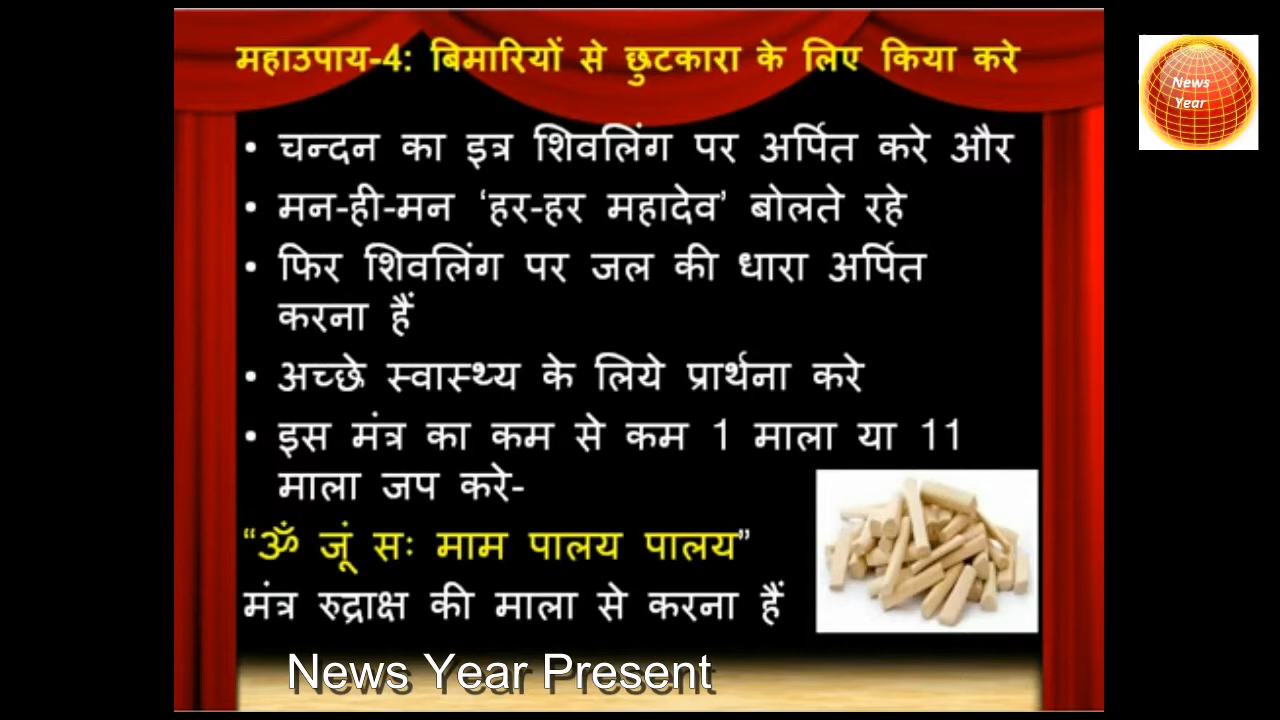 महाउपाय-4: बिमारियों से छुटकारा के लिए किया करे
News
Year
• चन्दन का इत्र शिवलिंग पर अर्पित करे और
• मन-ही-मन ‘हर-हर महादेव’ बोलते रहे
• फिर शिवलिंग पर जल की धारा अर्पित
करना हैं
• अच्छे स्वास्थ्य के लिये प्रार्थना करे
• इस मंत्र का कम से कम 1 माला या 11
माला जप करे-
“ॐ जूं सः माम पालय पालय”
मंत्र रुद्राक्ष की माला से करना हैं
News Year Present